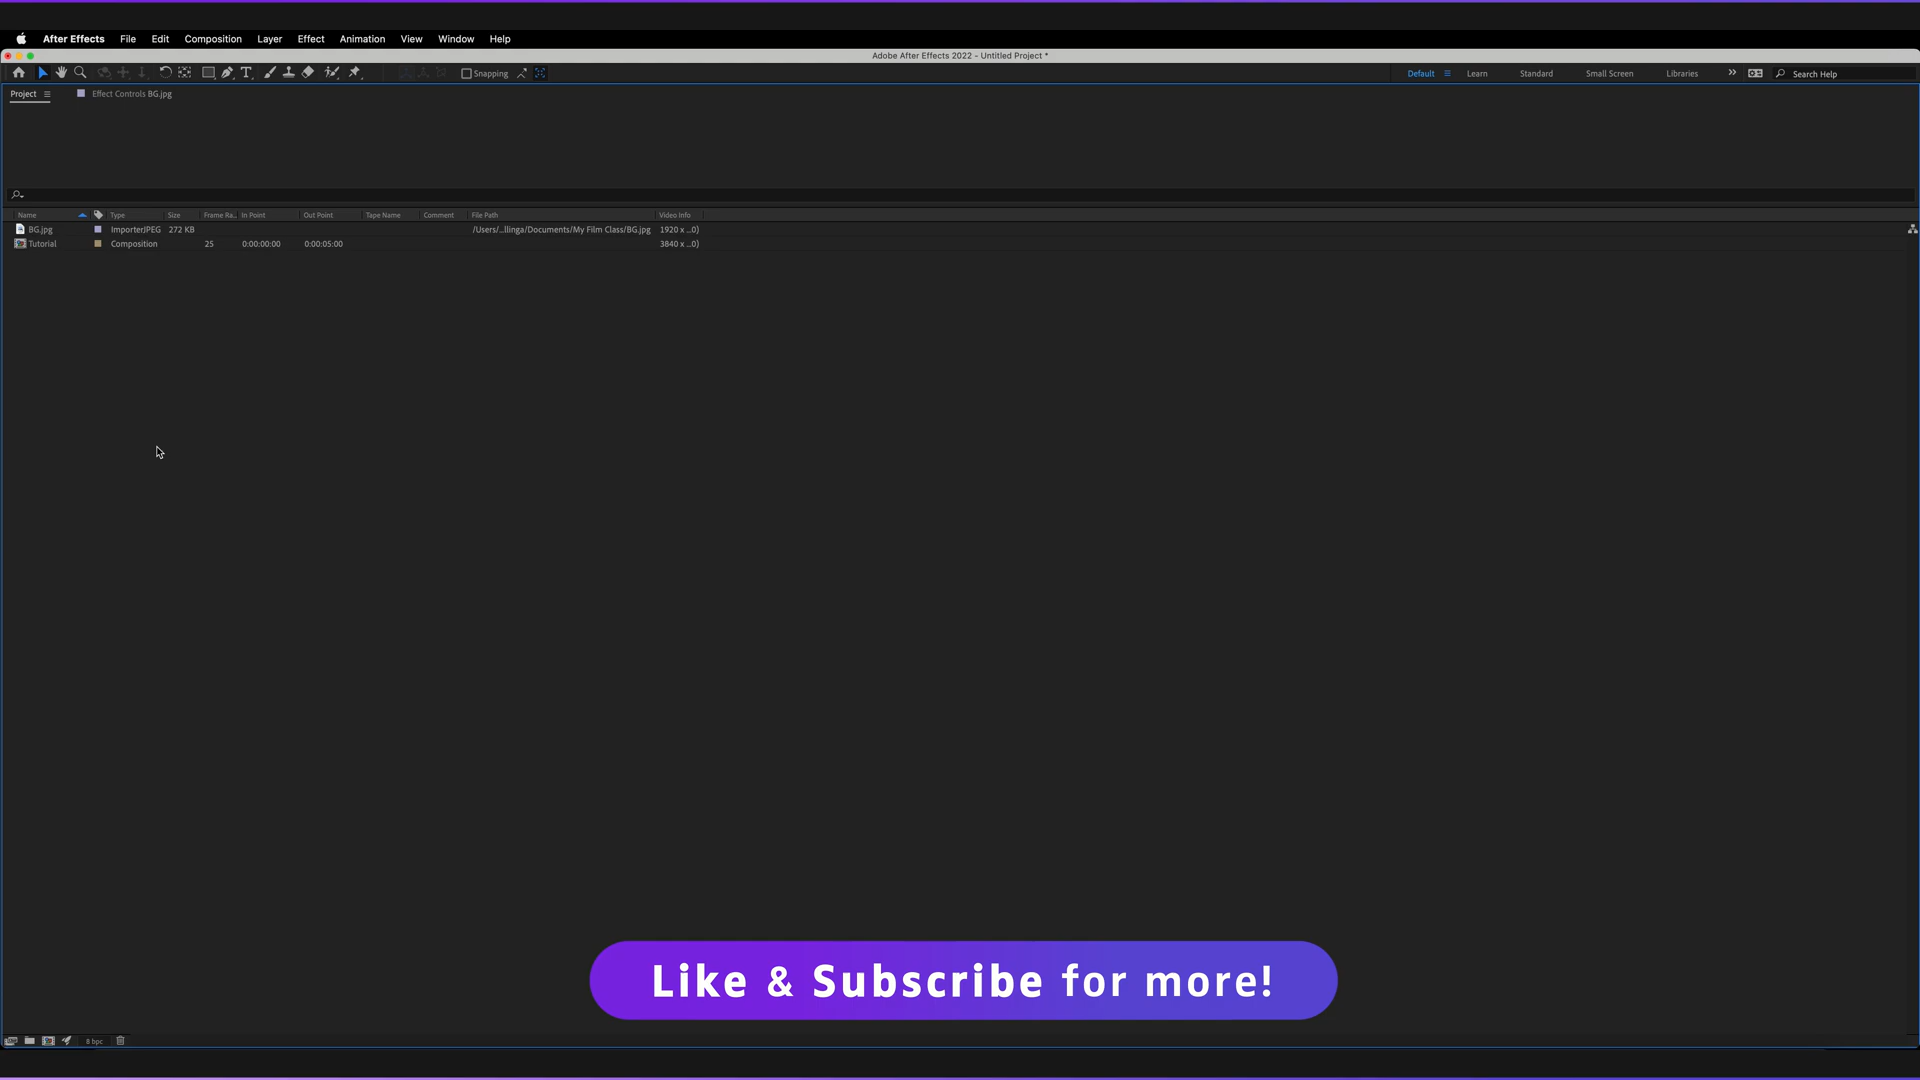 After Effects File Edit Composition Layer Effect Animation View Window Help
Adobe After Effects 2022 - Untitled Project *
Snapping Default Learn Standard Small Screen Libraries Search Help
Project Effect Controls BG.jpg
Name Type Size Frame Ra... In Point Out Point Tape Name Comment File Path Video Info
BG.jpg ImporterJPEG 272 KB /Users/...llinga/Documents/My Film Class/BG.jpg 1920 x ...0)
Tutorial Composition 25 0:00:00:00 0:00:05:00 3840 x ...0)
Like & Subscribe for more!
8 bpc